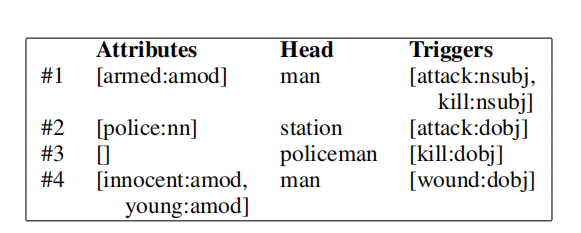 Attributes Head Triggers
#1 [armed:amod] man [attack:nsubj,
kill:nsubj]
#2 [police:nn] station [attack:dobj]
#3 [] policeman [kill:dobj]
#4 [innocent:amod, man [wound:dobj]
young:amod]